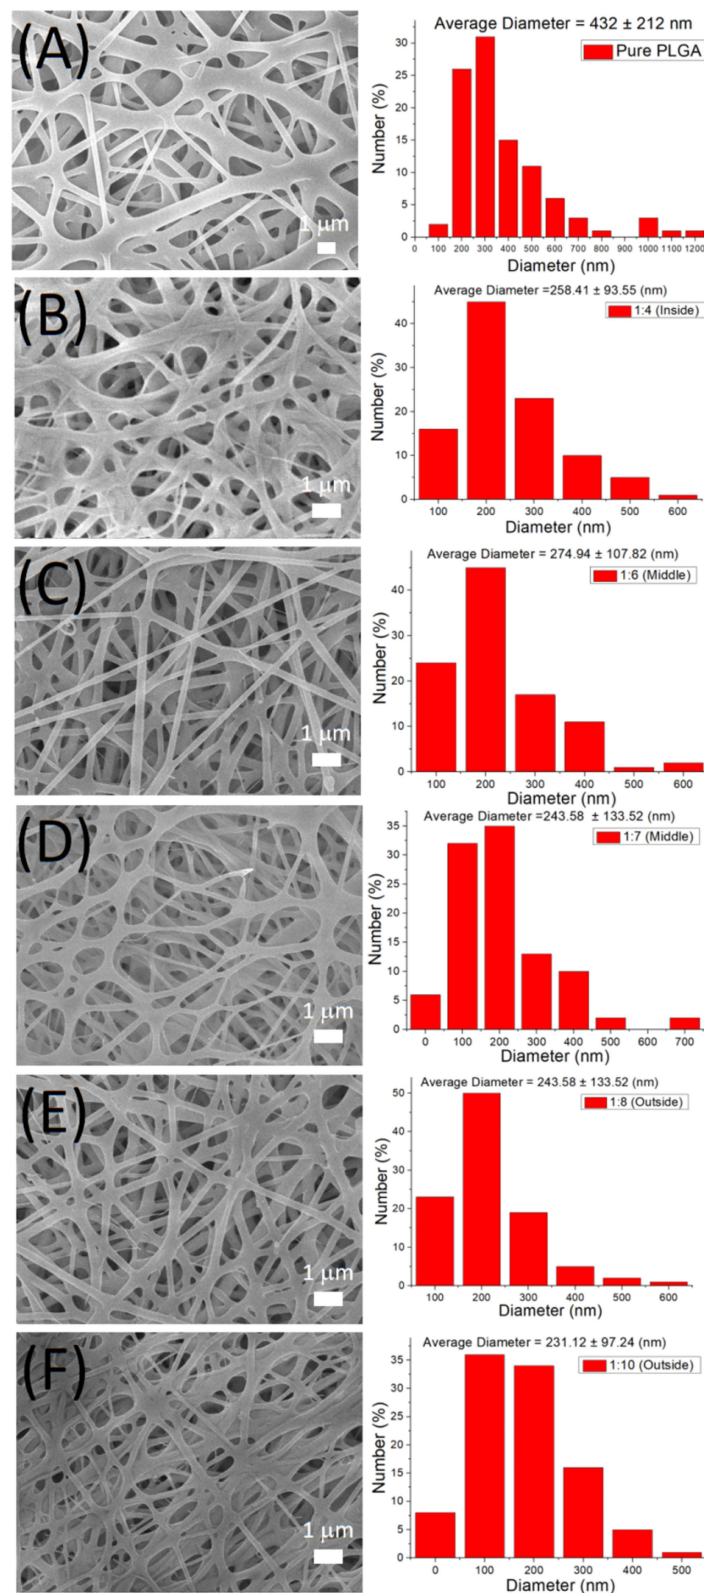 (A)
1 μm
Average Diameter = 432 ± 212 nm
Pure PLGA
Number (%)
30
25
20
15
10
5
0
0 100 200 300 400 500 600 700 800 900 1000 1100 1200
Diameter (nm)
(B)
1 μm
Average Diameter =258.41 ± 93.55 (nm)
1:4 (Inside)
Number (%)
40
30
20
10
0
100 200 300 400 500 600
Diameter (nm)
(C)
1 μm
Average Diameter = 274.94 ± 107.82 (nm)
1:6 (Middle)
Number (%)
40
30
20
10
0
100 200 300 400 500 600
Diameter (nm)
(D)
1 μm
Average Diameter =243.58 ± 133.52 (nm)
1:7 (Middle)
Number (%)
35
30
25
20
15
10
5
0
0 100 200 300 400 500 600 700
Diameter (nm)
(E)
1 μm
Average Diameter = 243.58 ± 133.52 (nm)
1:8 (Outside)
Number (%)
50
40
30
20
10
0
100 200 300 400 500 600
Diameter (nm)
(F)
1 μm
Average Diameter = 231.12 ± 97.24 (nm)
1:10 (Outside)
Number (%)
35
30
25
20
15
10
5
0
0 100 200 300 400 500
Diameter (nm)